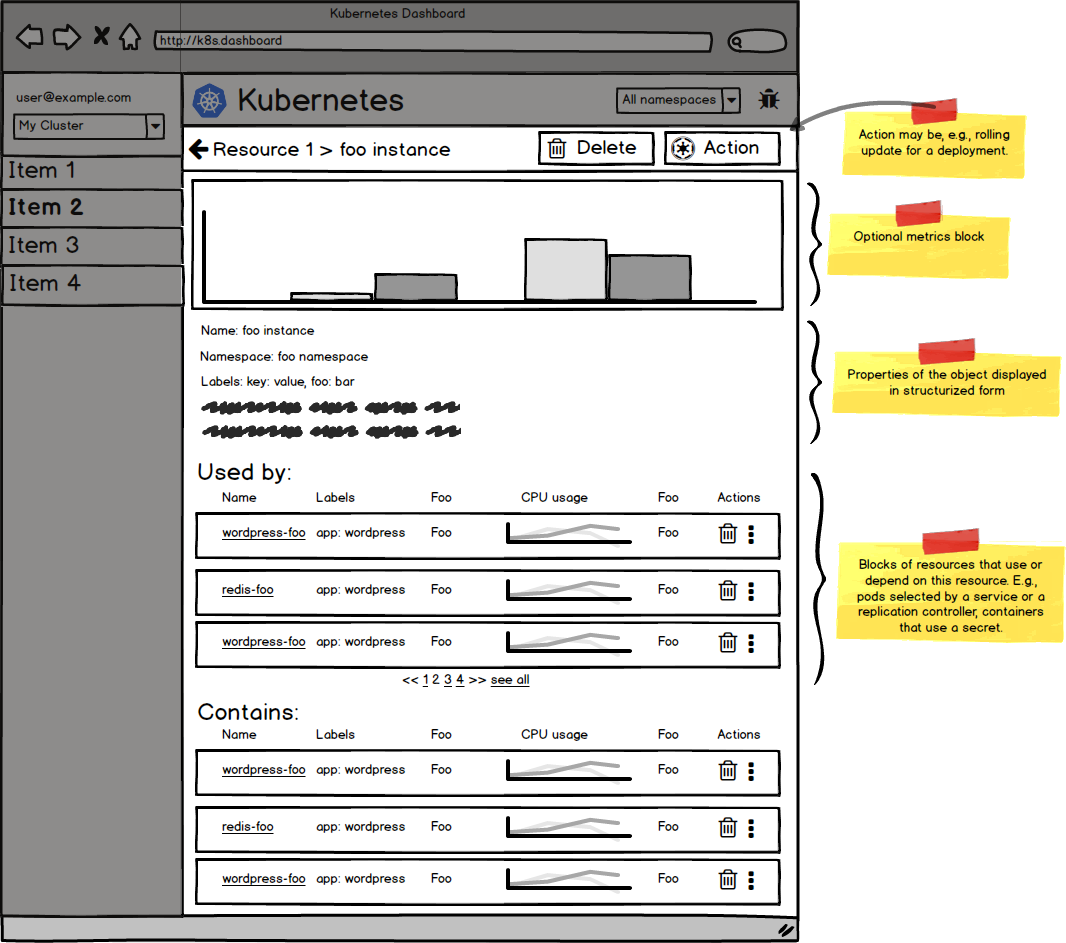 Kubernetes Dashboard
http://k8s.dashboard
user@example.com
My Cluster
Item 1
Item 2
Item 3
Item 4
Kubernetes
All namespaces
Resource 1 > foo instance
Delete
Action
Name: foo instance
Namespace: foo namespace
Labels: key: value, foo: bar
Used by:
Name Labels Foo CPU usage Foo Actions
wordpress-foo app: wordpress Foo Foo
redis-foo app: wordpress Foo Foo
wordpress-foo app: wordpress Foo Foo
<< 1 2 3 4 >> see all
Contains:
Name Labels Foo CPU usage Foo Actions
wordpress-foo app: wordpress Foo Foo
redis-foo app: wordpress Foo Foo
wordpress-foo app: wordpress Foo Foo
Action may be, e.g., rolling
update for a deployment.
Optional metrics block
Properties of the object displayed
in structurized form
Blocks of resources that use or
depend on this resource. E.g.,
pods selected by a service or a
replication controller, containers
that use a secret.